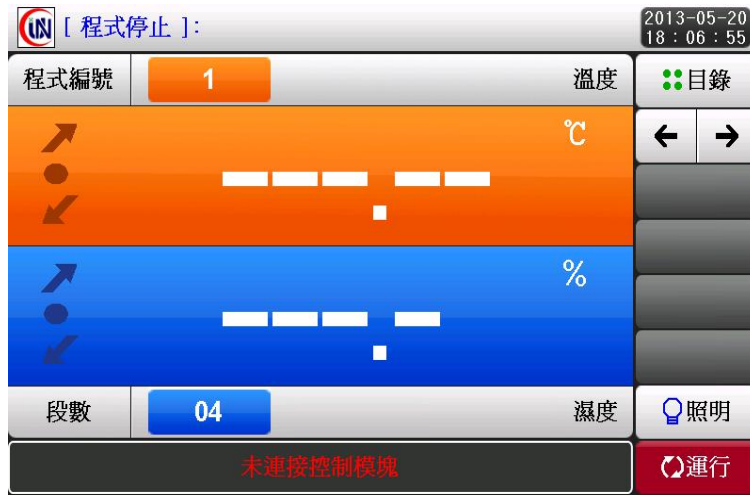 [ 程式停止 ]:
2013-05-20
18 : 06 : 55
程式編號
1
溫度
目錄
℃
← →
---.--
%
---.-
段數
04
濕度
照明
未連接控制模塊
運行